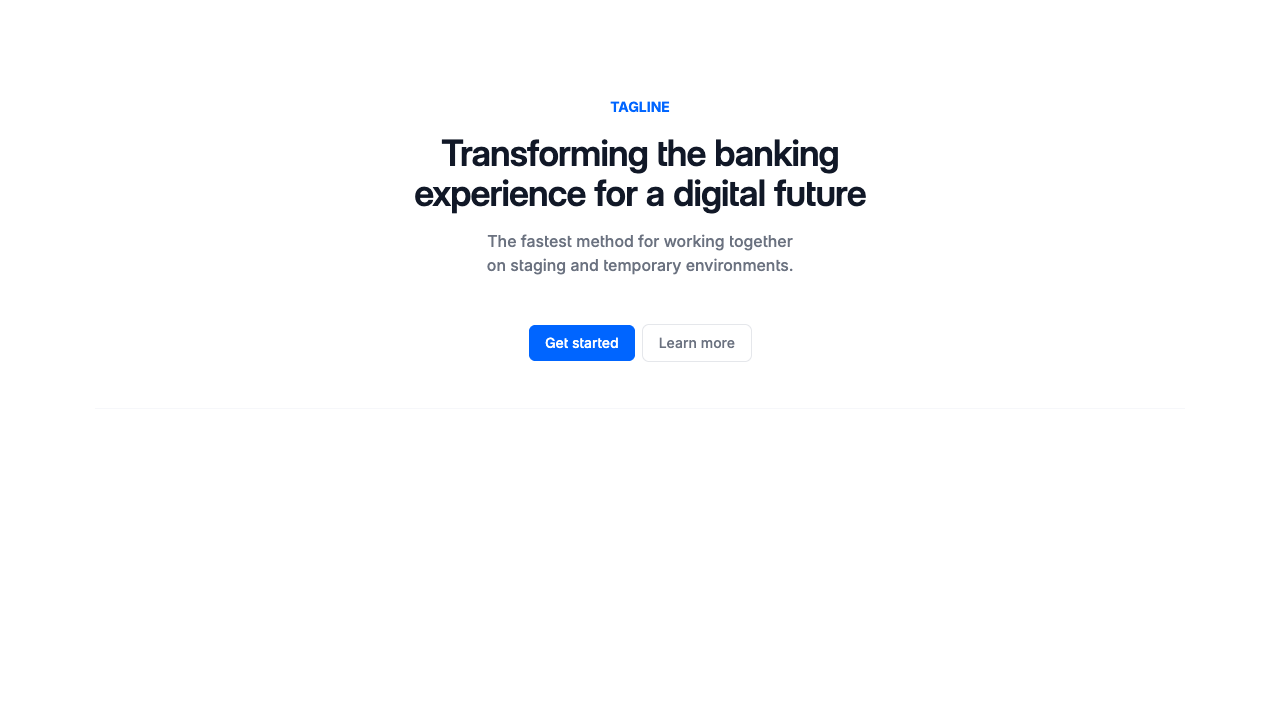 TAGLINE
Transforming the banking
experience for a digital future
The fastest method for working together
on staging and temporary environments.
Get started
Learn more